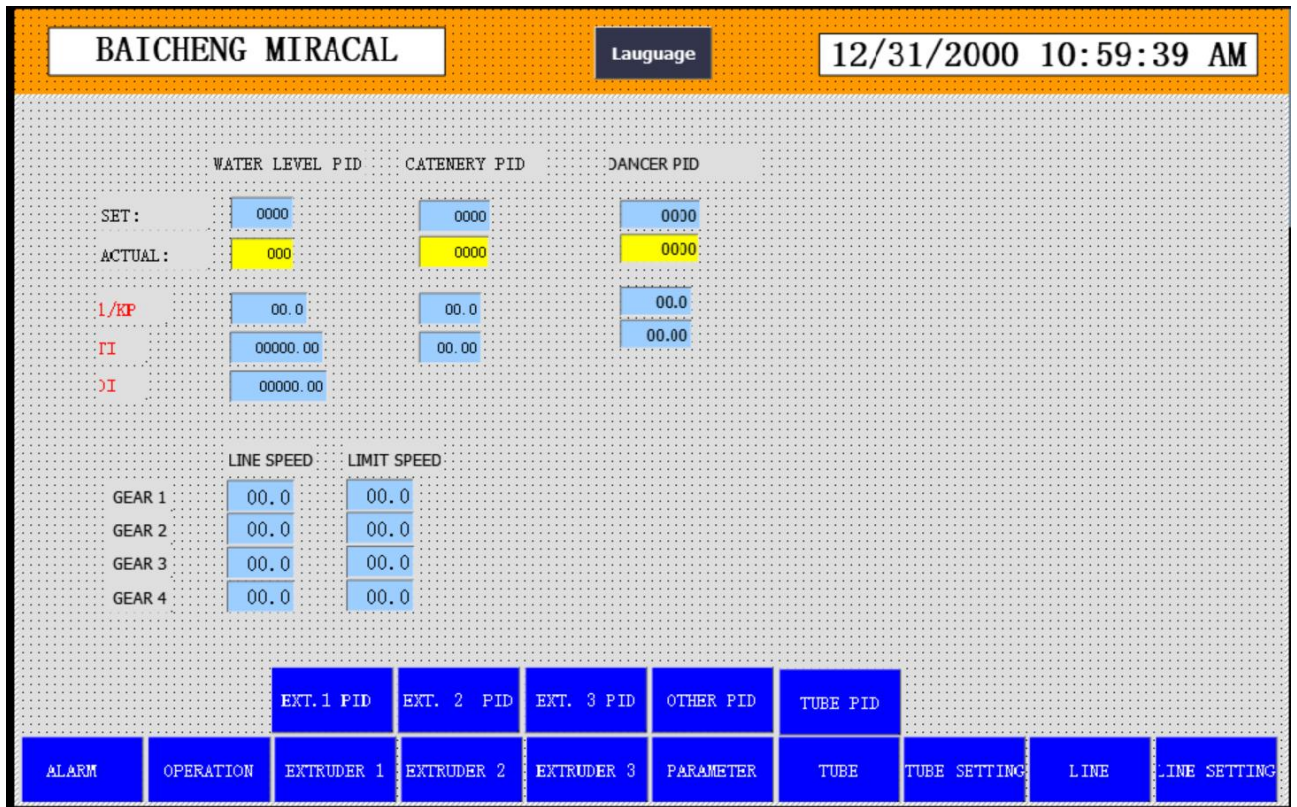 BAICHENG MIRACAL Lauguage 12/31/2000 10:59:39 AM
WATER LEVEL PID CATENERY PID DANCER PID
SET: 0000 0000 0000
ACTUAL: 000 0000 0000
1/KP 00.0 00.0 00.0
TI 00000.00 00.00 00.00
DI 00000.00
LINE SPEED LIMIT SPEED
GEAR 1 00.0 00.0
GEAR 2 00.0 00.0
GEAR 3 00.0 00.0
GEAR 4 00.0 00.0
EXT.1 PID EXT. 2 PID EXT. 3 PID OTHER PID TUBE PID
ALARM OPERATION EXTRUDER 1 EXTRUDER 2 EXTRUDER 3 PARAMETER TUBE TUBE SETTING LINE LINE SETTING